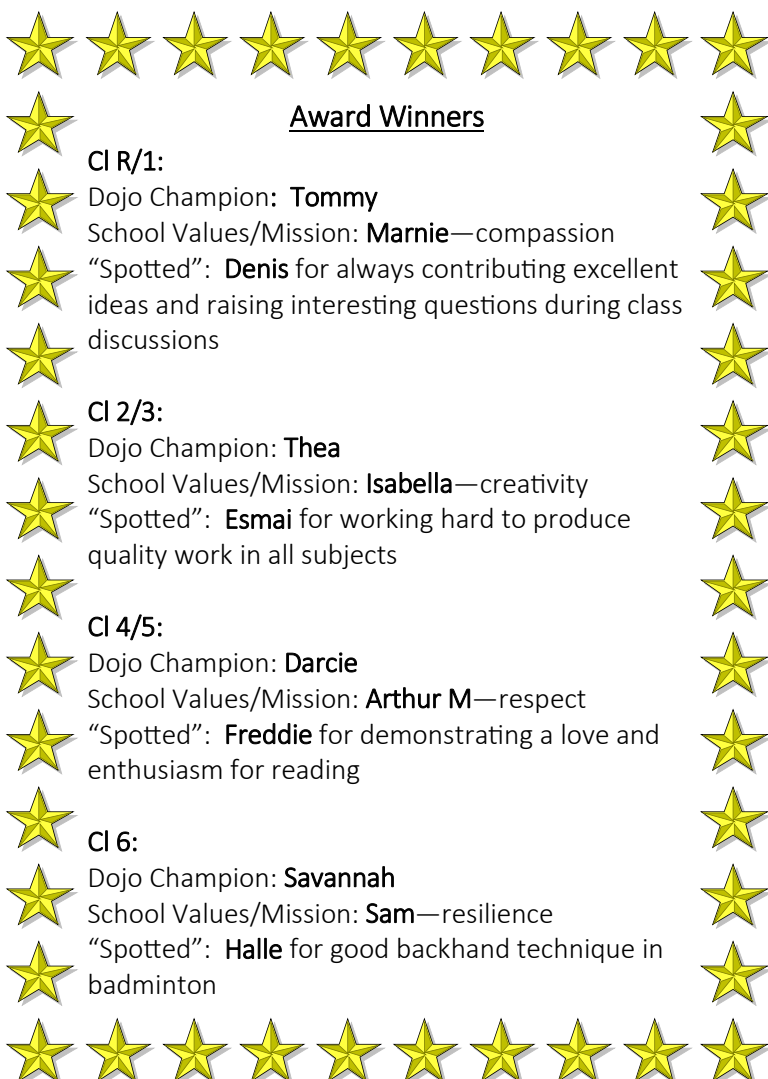 Award Winners
Cl R/1:
Dojo Champion:  Tommy
School Values/Mission: Marnie—compassion
“Spotted”:  Denis for always contributing excellent
ideas and raising interesting questions during class
discussions
Cl 2/3:
Dojo Champion: Thea
School Values/Mission: Isabella—creativity
“Spotted”:  Esmai for working hard to produce
quality work in all subjects
Cl 4/5:
Dojo Champion: Darcie
School Values/Mission: Arthur M—respect
“Spotted”:  Freddie for demonstrating a love and
enthusiasm for reading
Cl 6:
Dojo Champion: Savannah
School Values/Mission: Sam—resilience
“Spotted”:  Halle for good backhand technique in
badminton